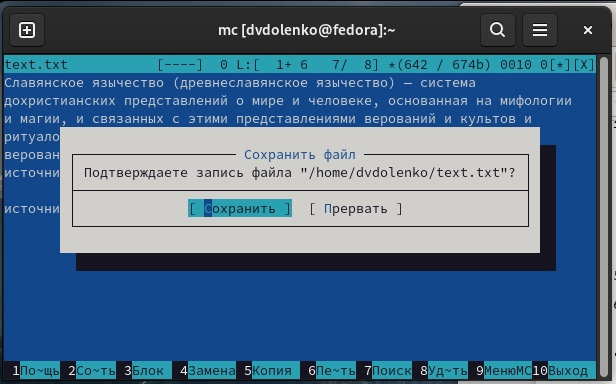 mc [dvdolenko@fedora]:~
text.txt [----] 0 L:[ 1+ 6 7/ 8] *(642 / 674b) 0010 0[*][X]
Славянское язычество (древнеславянское язычество) — система
дохристианских представлений о мире и человеке, основанная на мифологии
и магии, и связанных с этими представлениями верований и культов и
ритуало
верован
источни
источни
Сохранить файл
Подтверждаете запись файла "/home/dvdolenko/text.txt"?
[ Сохранить ] [ Прервать ]
1По~щь 2Со~ть 3Блок 4Замена 5Копия 6Пе~ть 7Поиск 8Уд~ть 9МенюМС10Выход